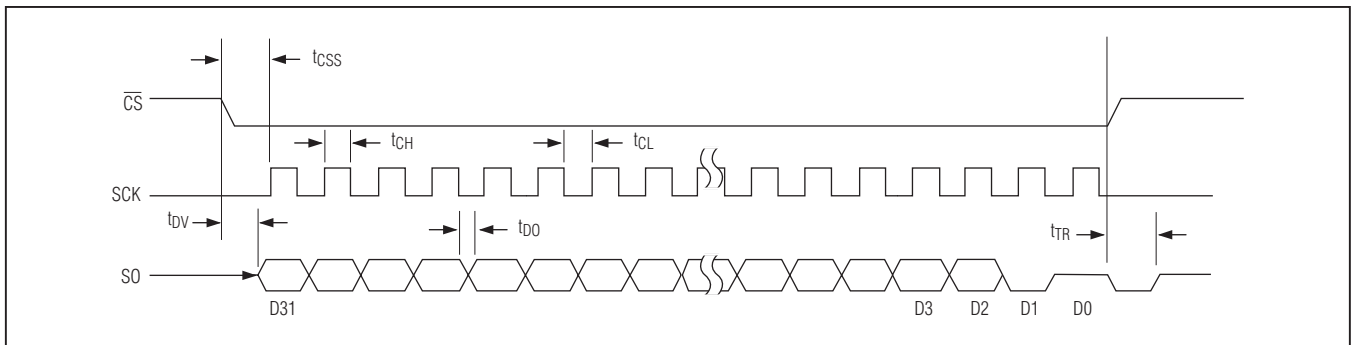 tCSS
CS
tCH
tCL
SCK
tDV
tDO
tTR
SO
D31
D3
D2
D1
D0